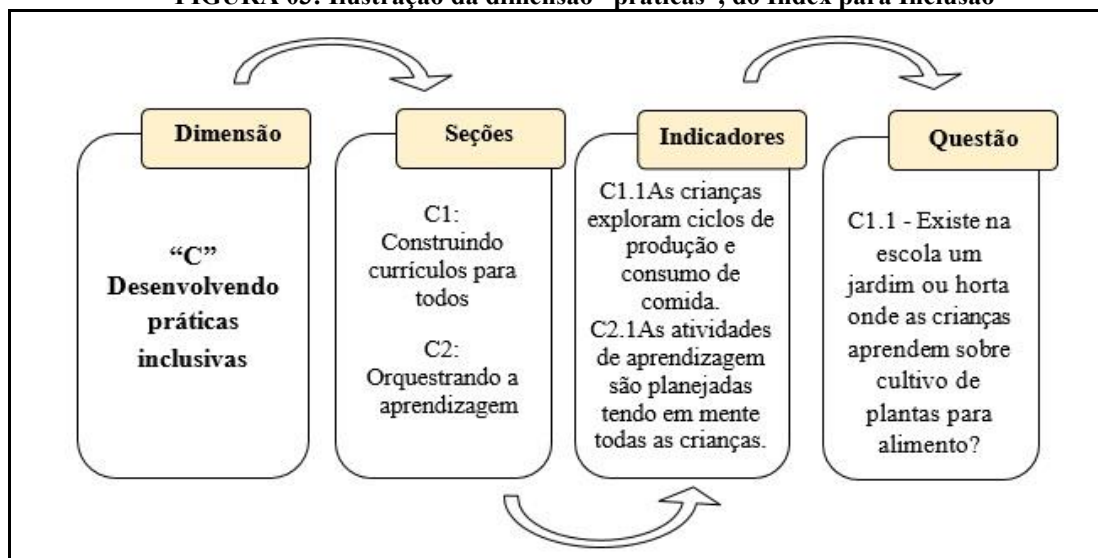 FIGURA 03: Ilustração da dimensão “práticas”, do Index para Inclusão
Dimensão
“C”
Desenvolvendo
práticas
inclusivas
Seções
C1:
Construindo
currículos para
todos
C2:
Orquestrando a
aprendizagem
Indicadores
C1.1As crianças
exploram ciclos de
produção e
consumo de
comida.
C2.1As atividades
de aprendizagem
são planejadas
tendo em mente
todas as crianças.
Questão
C1.1 - Existe na
escola um
jardim ou horta
onde as crianças
aprendem sobre
cultivo de
plantas para
alimento?